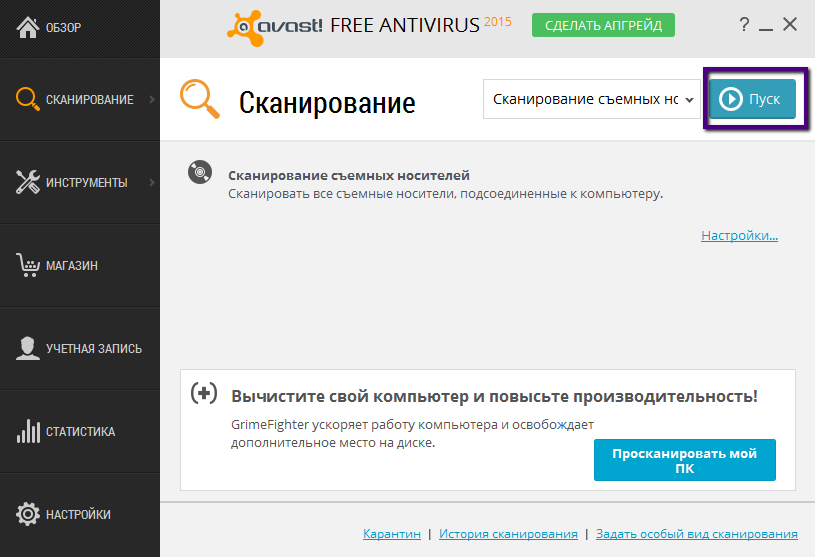 ОБЗОР
avast! FREE ANTIVIRUS 2015
СДЕЛАТЬ АПГРЕЙД
?
СКАНИРОВАНИЕ
Сканирование
Сканирование съемных но
Пуск
ИНСТРУМЕНТЫ
Сканирование съемных носителей
Сканировать все съемные носители, подсоединенные к компьютеру.
Настройки...
МАГАЗИН
УЧЕТНАЯ ЗАПИСЬ
СТАТИСТИКА
НАСТРОЙКИ
Вычистите свой компьютер и повысьте производительность!
GrimeFighter ускоряет работу компьютера и освобождает
дополнительное место на диске.
Просканировать мой
ПК
Карантин | История сканирования | Задать особый вид сканирования